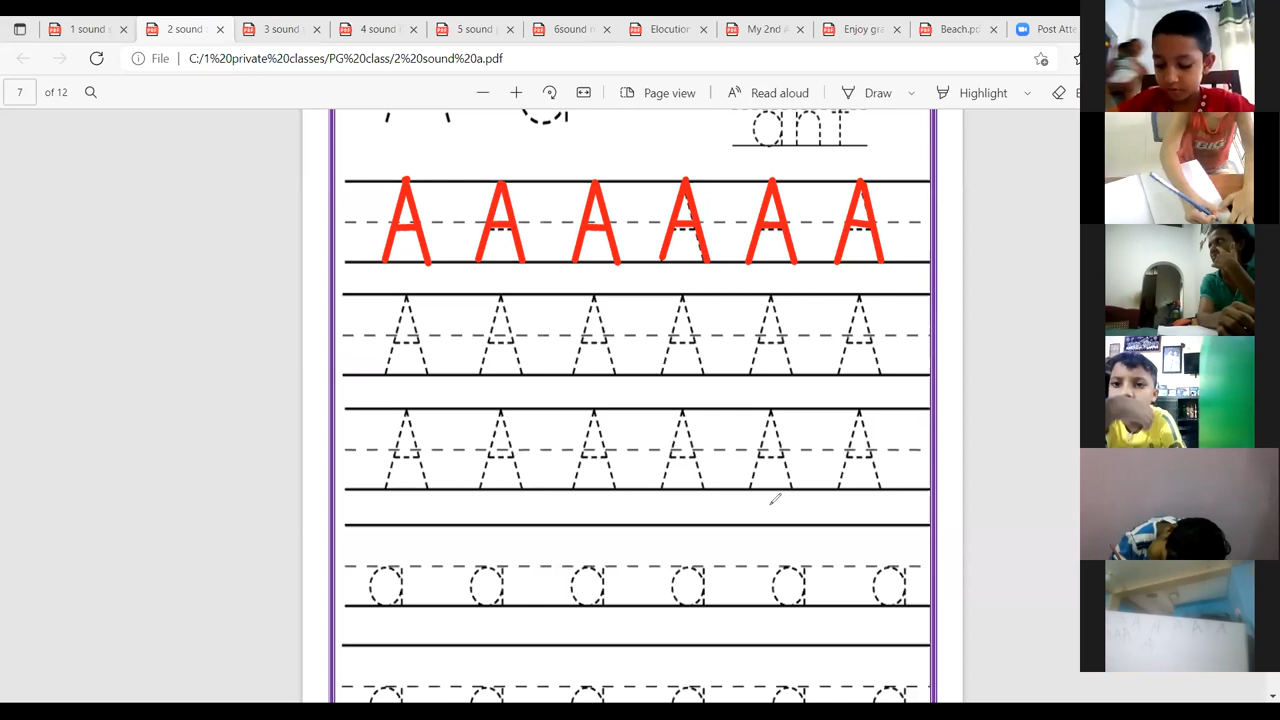 1 sound 2 sound 3 sound 4 sound 5 sound 6sound n Elocution My 2nd A Enjoy gra Beach.pd Post Atte
File C:/1%20private%20classes/PG%20class/2%20sound%20a.pdf
7 of 12 Page view Read aloud Draw Highlight E
A a ant
A A A A A A
A A A A A A
A A A A A A
a a a a a a
a a a a a a
BIG